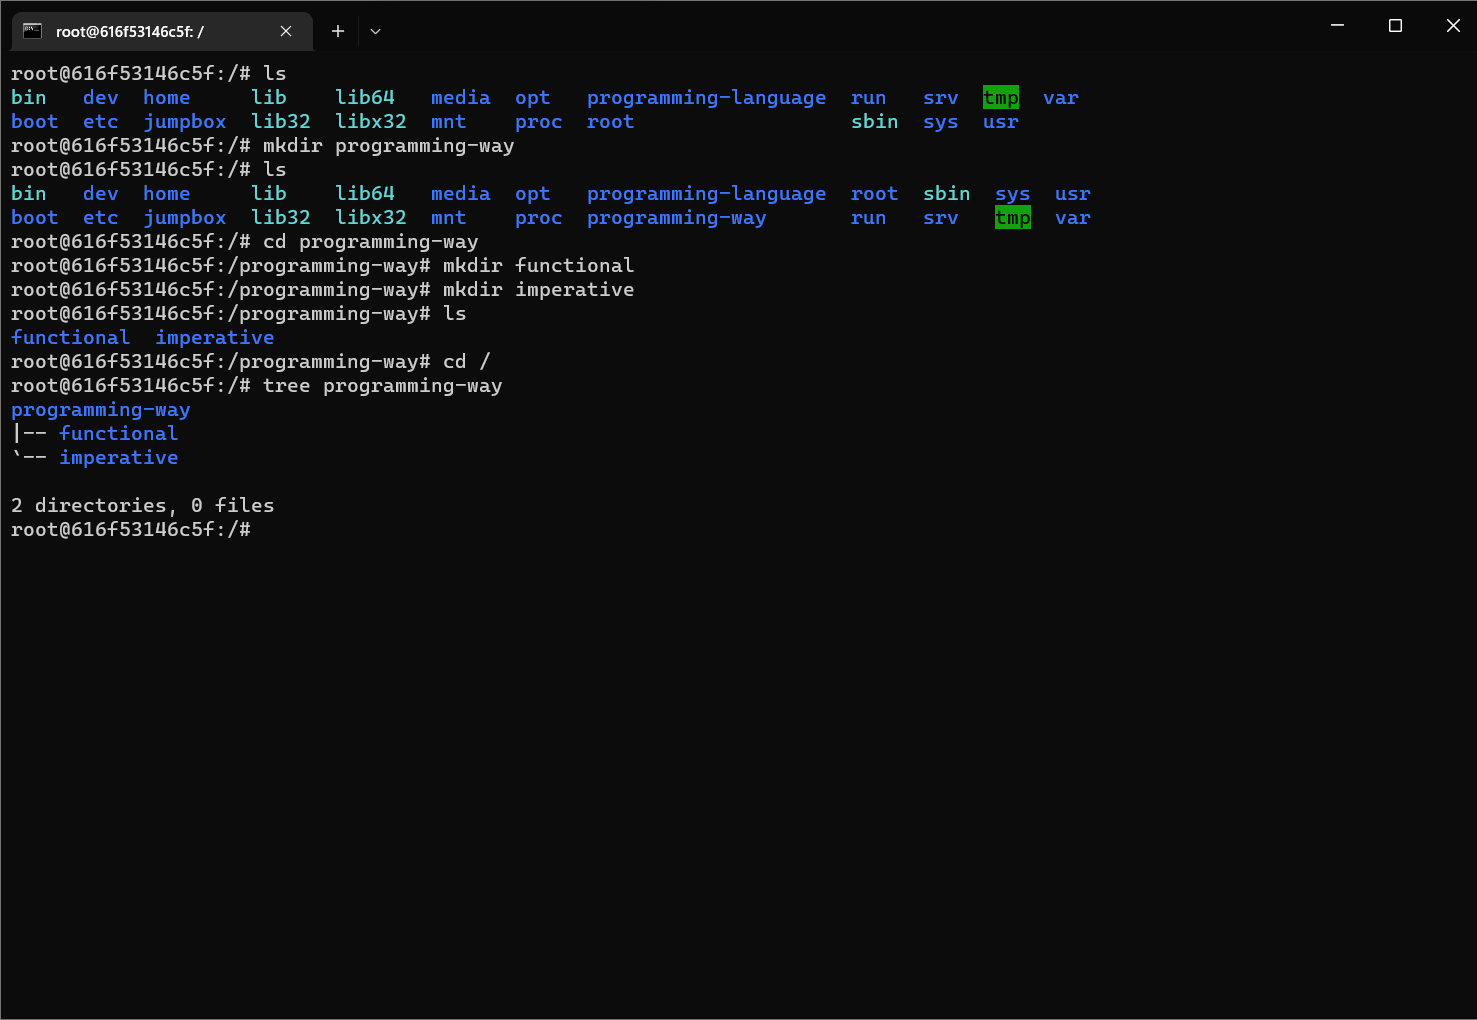 root@616f53146c5f: /
root@616f53146c5f:/# ls
bin   dev  home     lib    lib64   media  opt   programming-language  run   srv  tmp  var
boot  etc  jumpbox  lib32  libx32  mnt    proc  root                  sbin  sys  usr
root@616f53146c5f:/# mkdir programming-way
root@616f53146c5f:/# ls
bin   dev  home     lib    lib64   media  opt   programming-language  root  sbin  sys  usr
boot  etc  jumpbox  lib32  libx32  mnt    proc  programming-way       run   srv   tmp  var
root@616f53146c5f:/# cd programming-way
root@616f53146c5f:/programming-way# mkdir functional
root@616f53146c5f:/programming-way# mkdir imperative
root@616f53146c5f:/programming-way# ls
functional  imperative
root@616f53146c5f:/programming-way# cd /
root@616f53146c5f:/# tree programming-way
programming-way
|-- functional
`-- imperative

2 directories, 0 files
root@616f53146c5f:/#